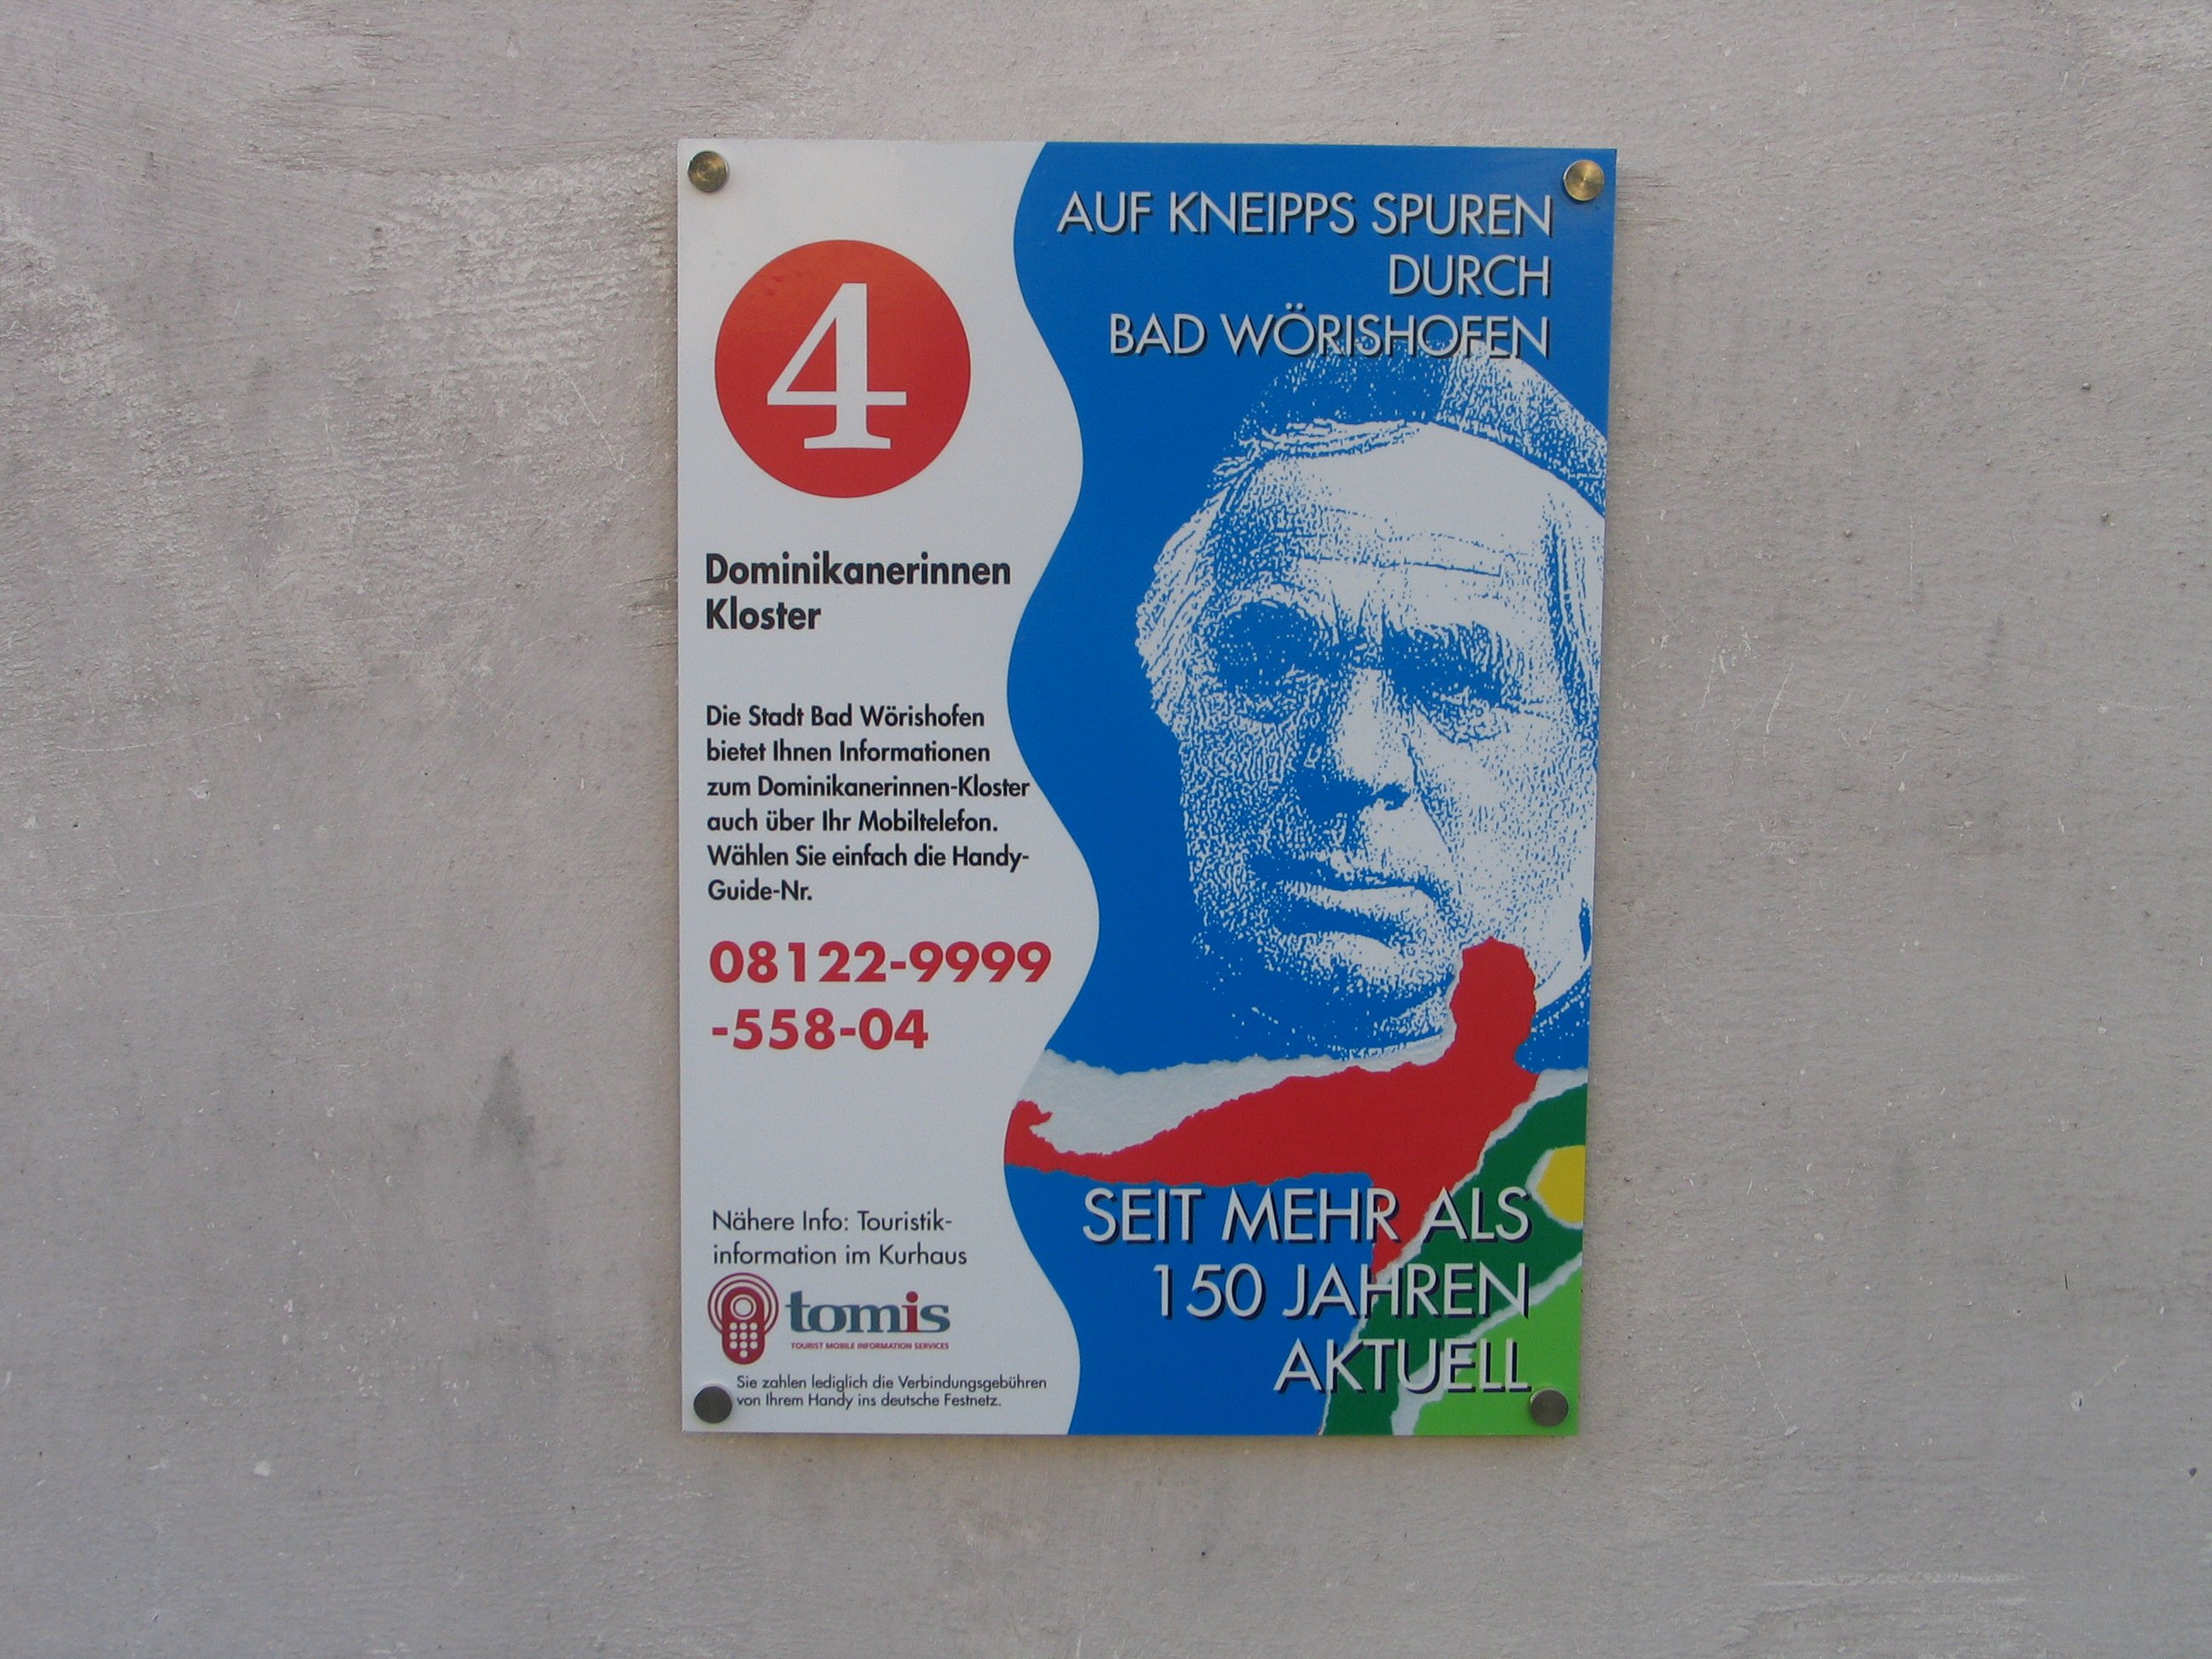 4
Dominikanerinnen
Kloster
Die Stadt Bad Wörishofen
bietet Ihnen Informationen
zum Dominikanerinnen-Kloster
auch über Ihr Mobiltelefon.
Wählen Sie einfach die Handy-
Guide-Nr.
08122-9999
-558-04
Nähere Info: Touristik-
information im Kurhaus
tomis
TOURIST MOBILE INFORMATION SERVICES
Sie zahlen lediglich die Verbindungsgebühren
von Ihrem Handy ins deutsche Festnetz.
AUF KNEIPPS SPUREN
DURCH
BAD WÖRISHOFEN
SEIT MEHR ALS
150 JAHREN
AKTUELL